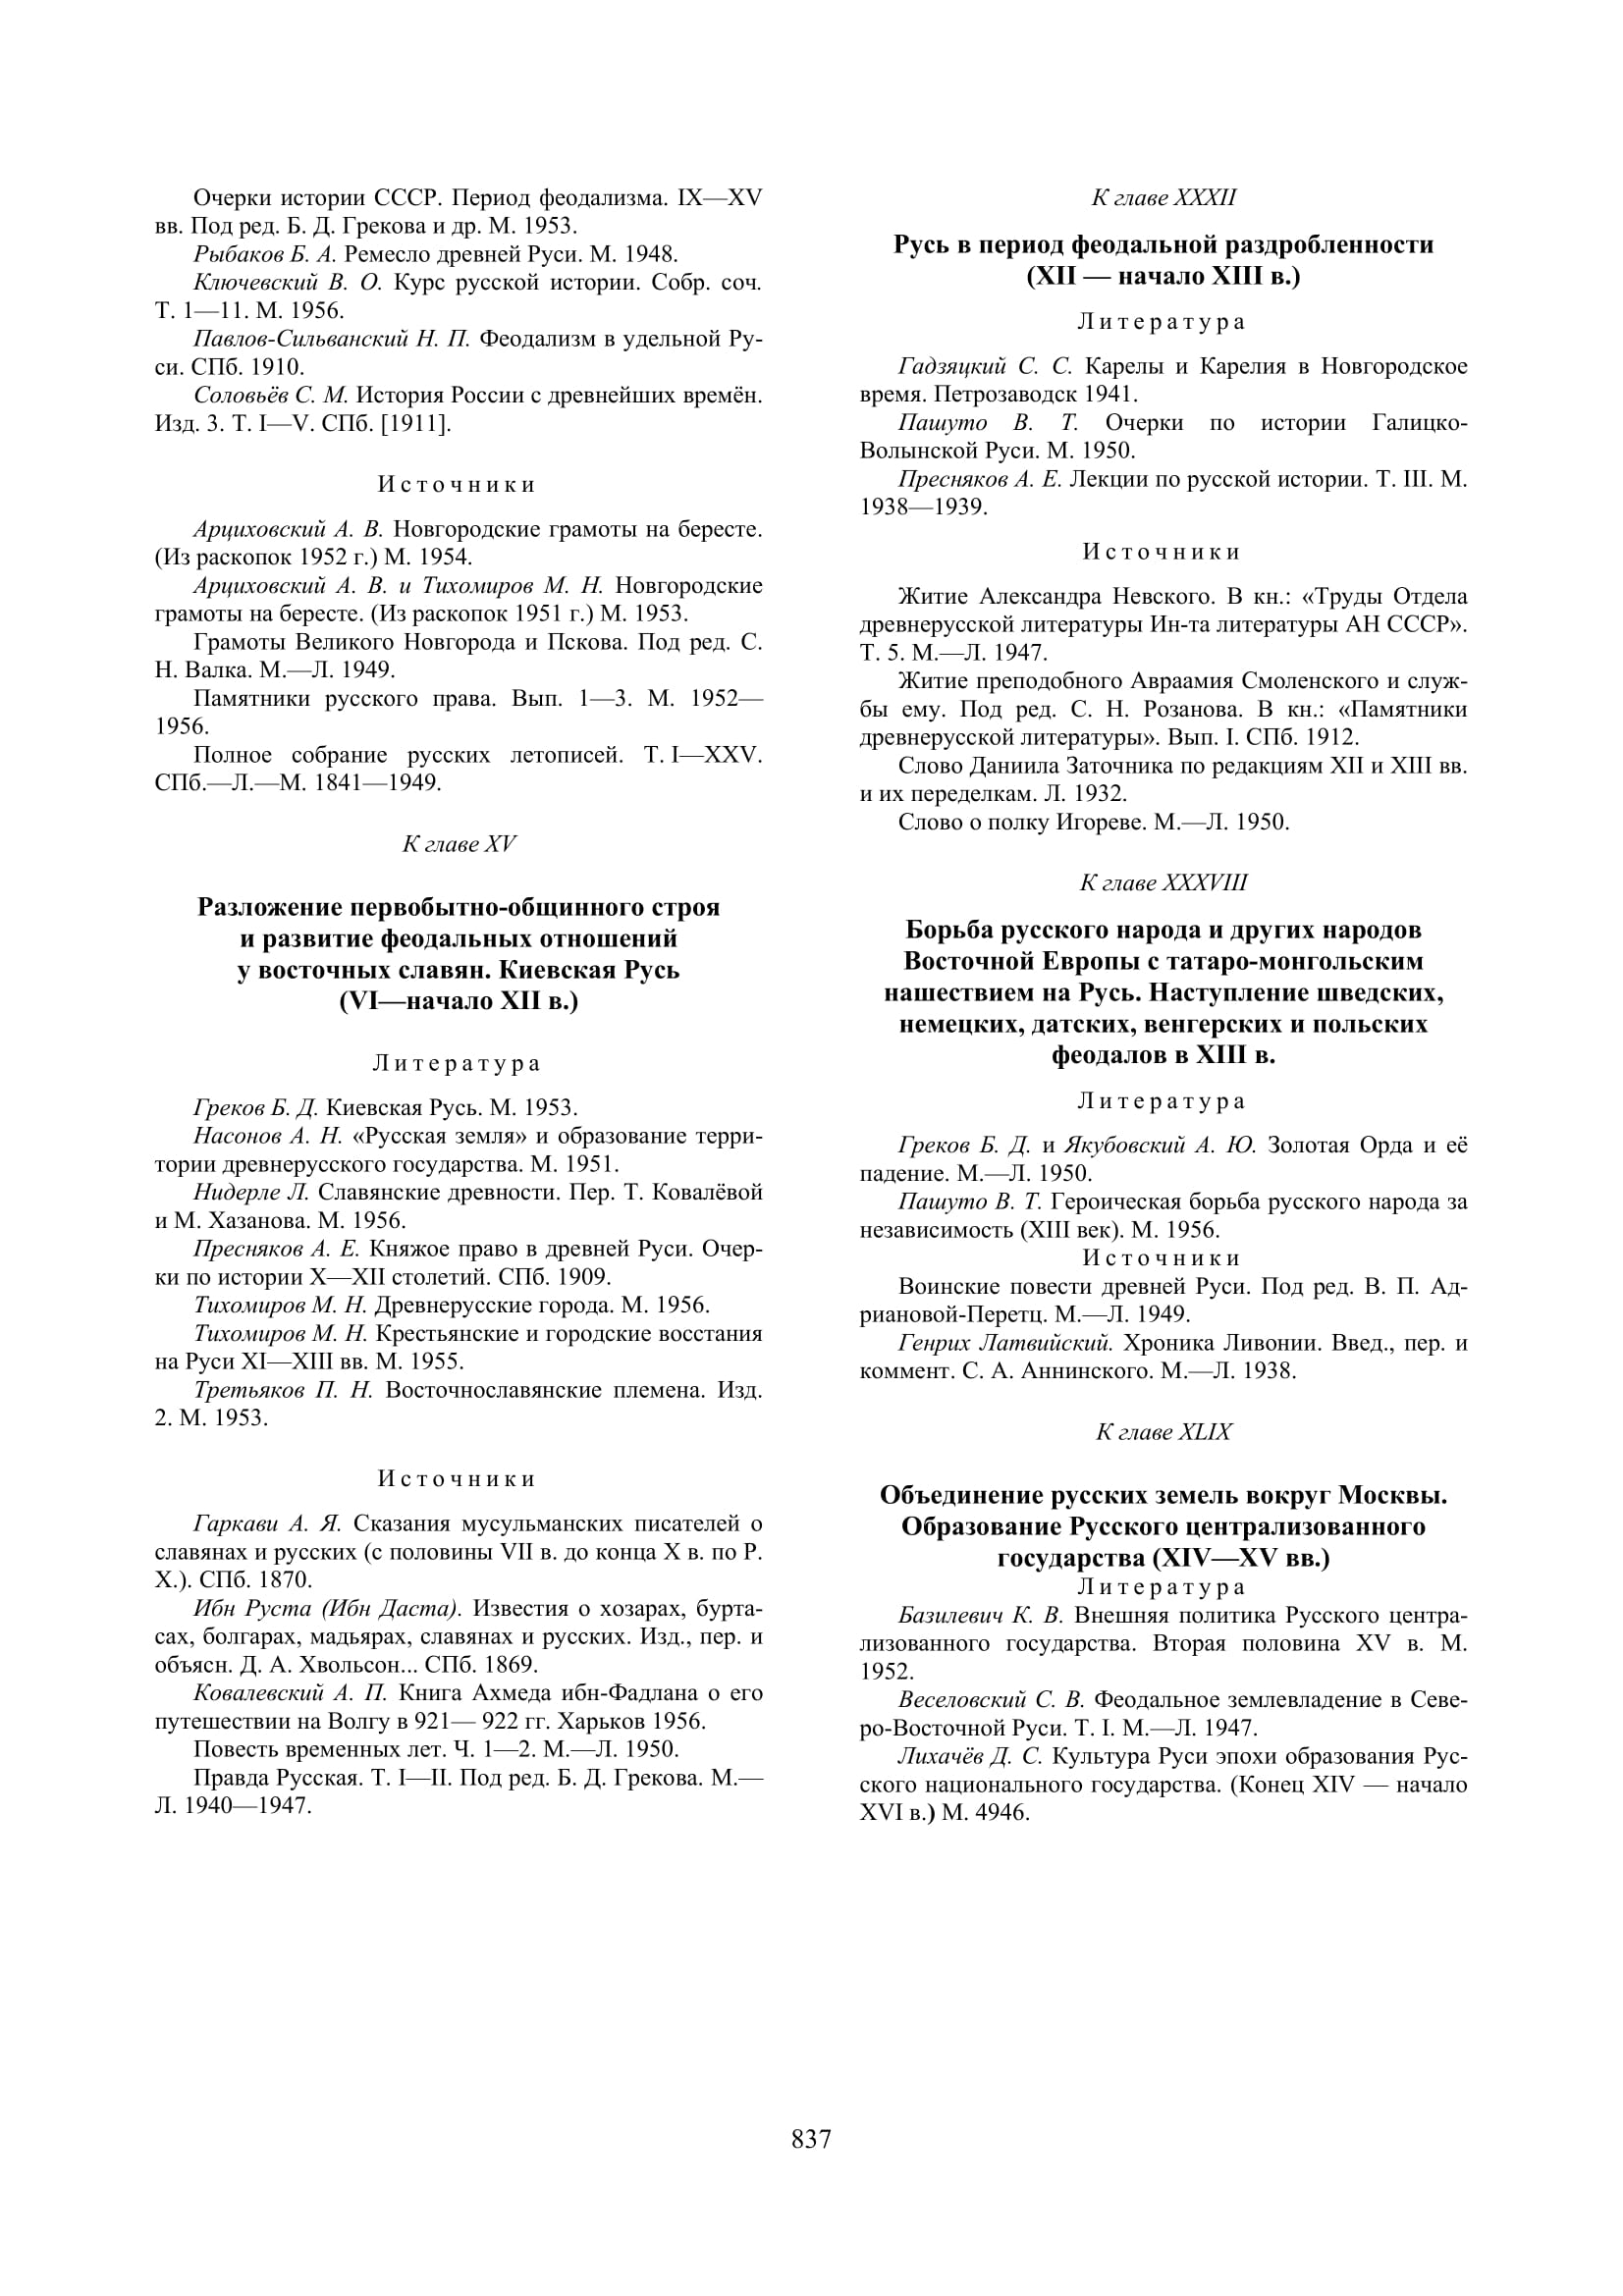 Очерки истории СССР. Период феодализма. IX—XV
вв. Под ред. Б. Д. Грекова и др. М. 1953.
Рыбаков Б. А. Ремесло древней Руси. М. 1948.
Ключевский В. О. Курс русской истории. Собр. соч.
Т. 1—11. М. 1956.
Павлов-Сильванский Н. П. Феодализм в удельной Ру-
си. СПб. 1910.
Соловьёв С. М. История России с древнейших времён.
Изд. 3. Т. I—V. СПб. [1911].
Источники
Арциховский А. В. Новгородские грамоты на бересте.
(Из раскопок 1952 г.) М. 1954.
Арциховский А. В. и Тихомиров М. Н. Новгородские
грамоты на бересте. (Из раскопок 1951 г.) М. 1953.
Грамоты Великого Новгорода и Пскова. Под ред. С.
Н. Валка. М.—Л. 1949.
Памятники русского права. Вып. 1—3. М. 1952—
1956.
Полное собрание русских летописей. Т. I—XXV.
СПб.—Л.—М. 1841—1949.
К главе XV
Разложение первобытно-общинного строя
и развитие феодальных отношений
у восточных славян. Киевская Русь
(VI—начало XII в.)
Литература
Греков Б. Д. Киевская Русь. М. 1953.
Насонов А. Н. «Русская земля» и образование терри-
тории древнерусского государства. М. 1951.
Нидерле Л. Славянские древности. Пер. Т. Ковалёвой
и М. Хазанова. М. 1956.
Пресняков А. Е. Княжое право в древней Руси. Очер-
ки по истории X—XII столетий. СПб. 1909.
Тихомиров М. Н. Древнерусские города. М. 1956.
Тихомиров М. Н. Крестьянские и городские восстания
на Руси XI—XIII вв. М. 1955.
Третьяков П. Н. Восточнославянские племена. Изд.
2. М. 1953.
Источники
Гаркави А. Я. Сказания мусульманских писателей о
славянах и русских (с половины VII в. до конца X в. по Р.
Х.). СПб. 1870.
Ибн Руста (Ибн Даста). Известия о хозарах, бурта-
сах, болгарах, мадьярах, славянах и русских. Изд., пер. и
объясн. Д. А. Хвольсон... СПб. 1869.
Ковалевский А. П. Книга Ахмеда ибн-Фадлана о его
путешествии на Волгу в 921— 922 гг. Харьков 1956.
Повесть временных лет. Ч. 1—2. М.—Л. 1950.
Правда Русская. Т. I—II. Под ред. Б. Д. Грекова. М.—
Л. 1940—1947.
К главе XXXII
Русь в период феодальной раздробленности
(XII — начало XIII в.)
Литература
Гадзяцкий С. С. Карелы и Карелия в Новгородское
время. Петрозаводск 1941.
Пашуто В. Т. Очерки по истории Галицко-
Волынской Руси. М. 1950.
Пресняков А. Е. Лекции по русской истории. Т. III. М.
1938—1939.
Источники
Житие Александра Невского. В кн.: «Труды Отдела
древнерусской литературы Ин-та литературы АН СССР».
Т. 5. М.—Л. 1947.
Житие преподобного Авраамия Смоленского и служ-
бы ему. Под ред. С. Н. Розанова. В кн.: «Памятники
древнерусской литературы». Вып. I. СПб. 1912.
Слово Даниила Заточника по редакциям XII и XIII вв.
и их переделкам. Л. 1932.
Слово о полку Игореве. М.—Л. 1950.
К главе XXXVIII
Борьба русского народа и других народов
Восточной Европы с татаро-монгольским
нашествием на Русь. Наступление шведских,
немецких, датских, венгерских и польских
феодалов в XIII в.
Литература
Греков Б. Д. и Якубовский А. Ю. Золотая Орда и её
падение. М.—Л. 1950.
Пашуто В. Т. Героическая борьба русского народа за
независимость (XIII век). М. 1956.
Источники
Воинские повести древней Руси. Под ред. В. П. Ад-
риановой-Перетц. М.—Л. 1949.
Генрих Латвийский. Хроника Ливонии. Введ., пер. и
коммент. С. А. Аннинского. М.—Л. 1938.
К главе XLIX
Объединение русских земель вокруг Москвы.
Образование Русского централизованного
государства (XIV—XV вв.)
Литература
Базилевич К. В. Внешняя политика Русского центра-
лизованного государства. Вторая половина XV в. М.
1952.
Веселовский С. В. Феодальное землевладение в Севе-
ро-Восточной Руси. Т. I. М.—Л. 1947.
Лихачёв Д. С. Культура Руси эпохи образования Рус-
ского национального государства. (Конец XIV — начало
XVI в.) М. 4946.
837